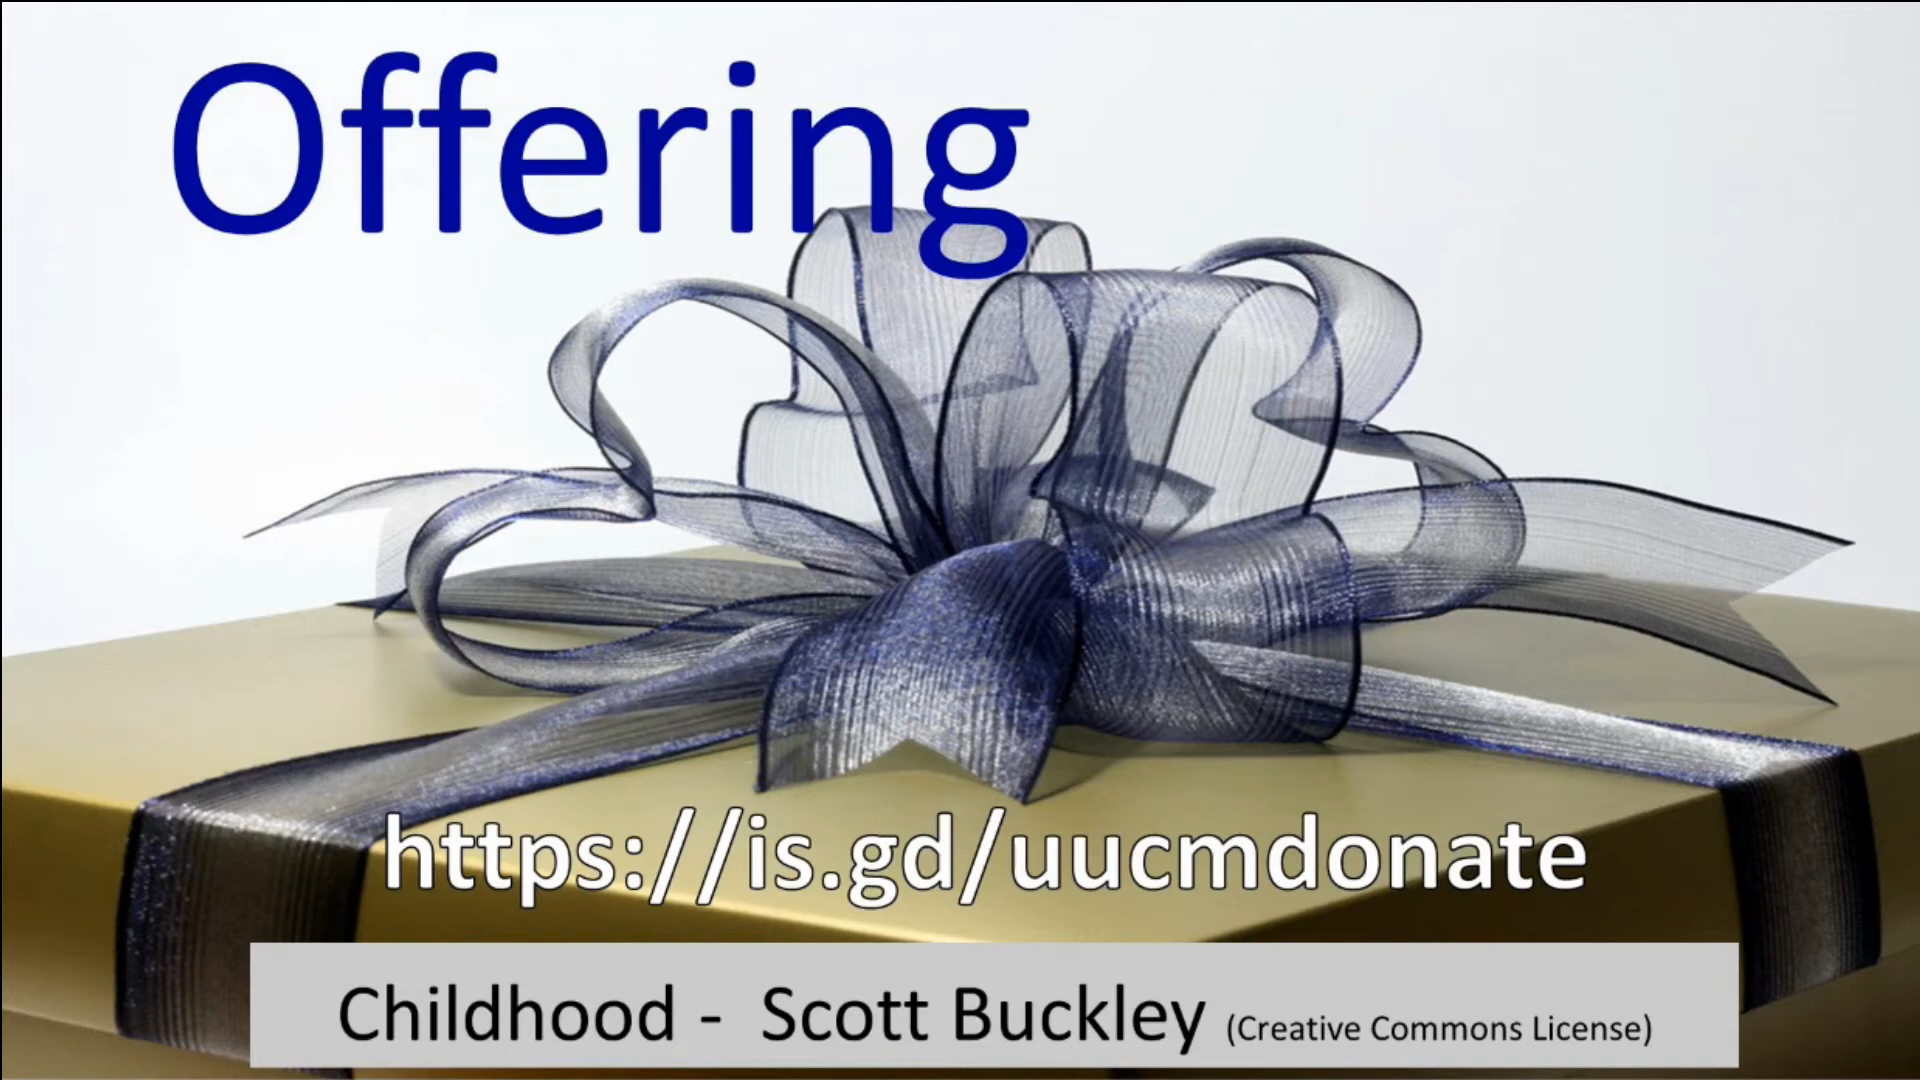 Offering
https://is.gd/uucmdonate
Childhood -  Scott Buckley (Creative Commons License)